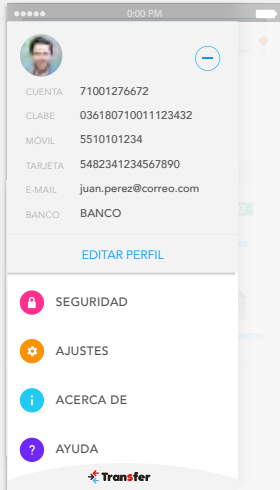 0:00 PM
CUENTA 71001276672
CLABE 036180710011123432
MÓVIL 5510101234
TARJETA 5482341234567890
E-MAIL juan.perez@correo.com
BANCO BANCO
EDITAR PERFIL
SEGURIDAD
AJUSTES
ACERCA DE
AYUDA
Transfer